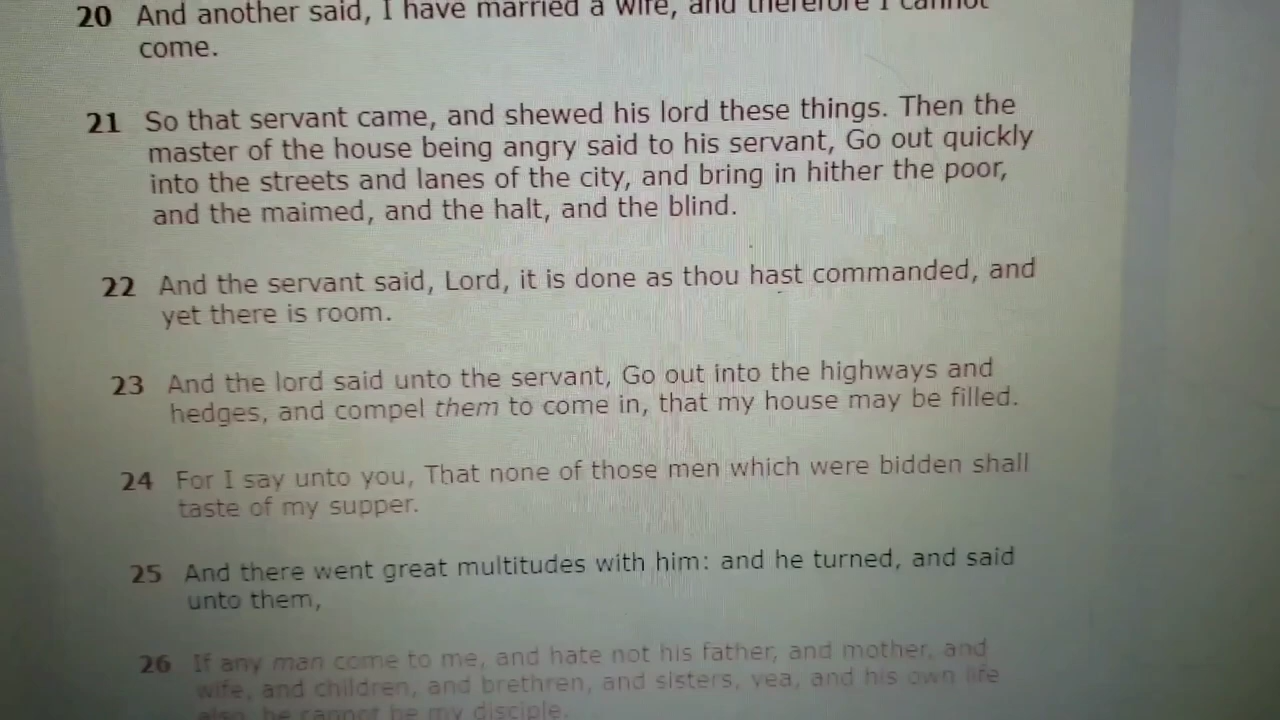 20 And another said, I have married a wife, and therefore I cannot
come.
21 So that servant came, and shewed his lord these things. Then the
master of the house being angry said to his servant, Go out quickly
into the streets and lanes of the city, and bring in hither the poor,
and the maimed, and the halt, and the blind.
22 And the servant said, Lord, it is done as thou hast commanded, and
yet there is room.
23 And the lord said unto the servant, Go out into the highways and
hedges, and compel them to come in, that my house may be filled.
24 For I say unto you, That none of those men which were bidden shall
taste of my supper.
25 And there went great multitudes with him: and he turned, and said
unto them,
26 If any man come to me, and hate not his father, and mother, and
wife, and children, and brethren, and sisters, yea, and his own life
also, he cannot be my disciple.